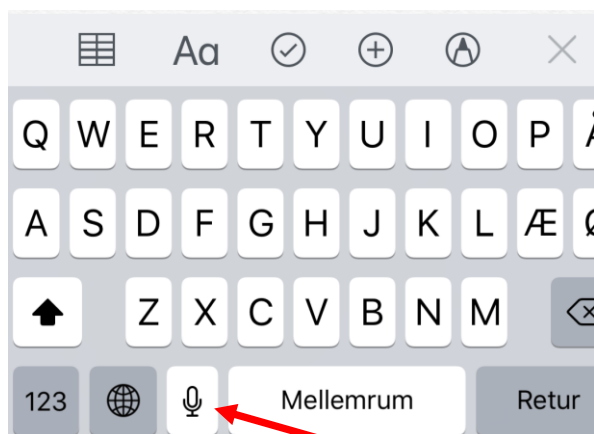 Aa
Q W E R T Y U I O P Å
A S D F G H J K L Æ Ø
Z X C V B N M
123 Mellemrum Retur